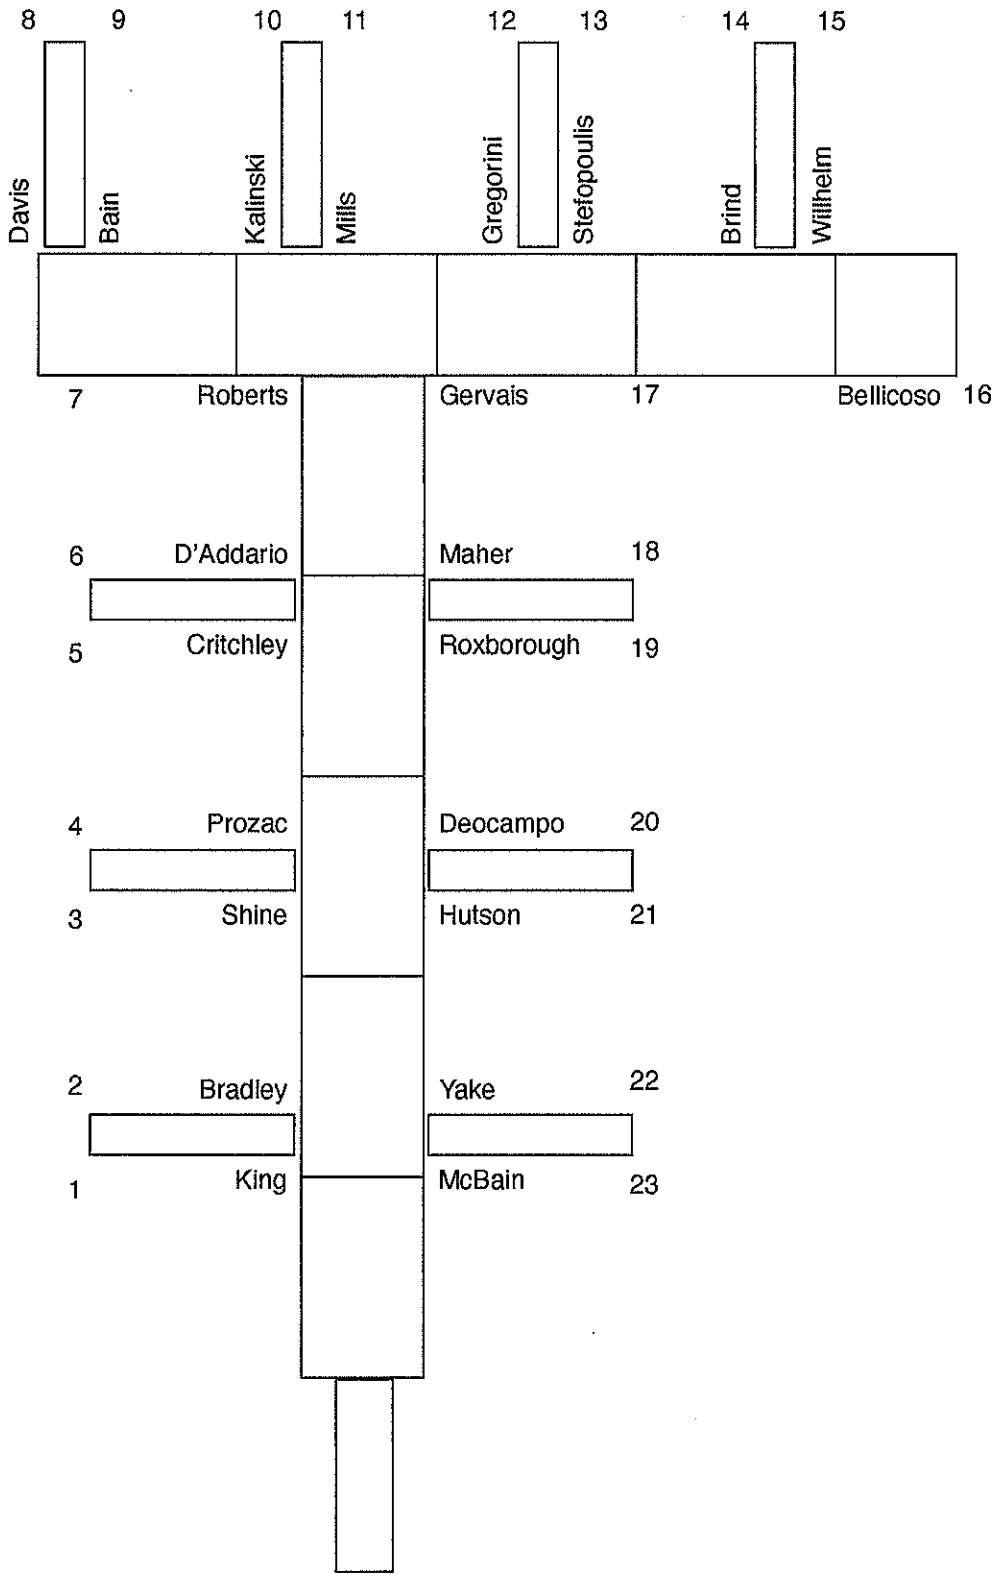 8 9 10 11 12 13 14 15
Davis Bain Kalinski Mills Gregorini Stefopoulis Brind Willhelm
7 Roberts Gervais 17 Bellicoso 16
6 D'Addario Maher 18
5 Critchley Roxborough 19
4 Prozac Deocampo 20
3 Shine Hutson 21
2 Bradley Yake 22
1 King McBain 23